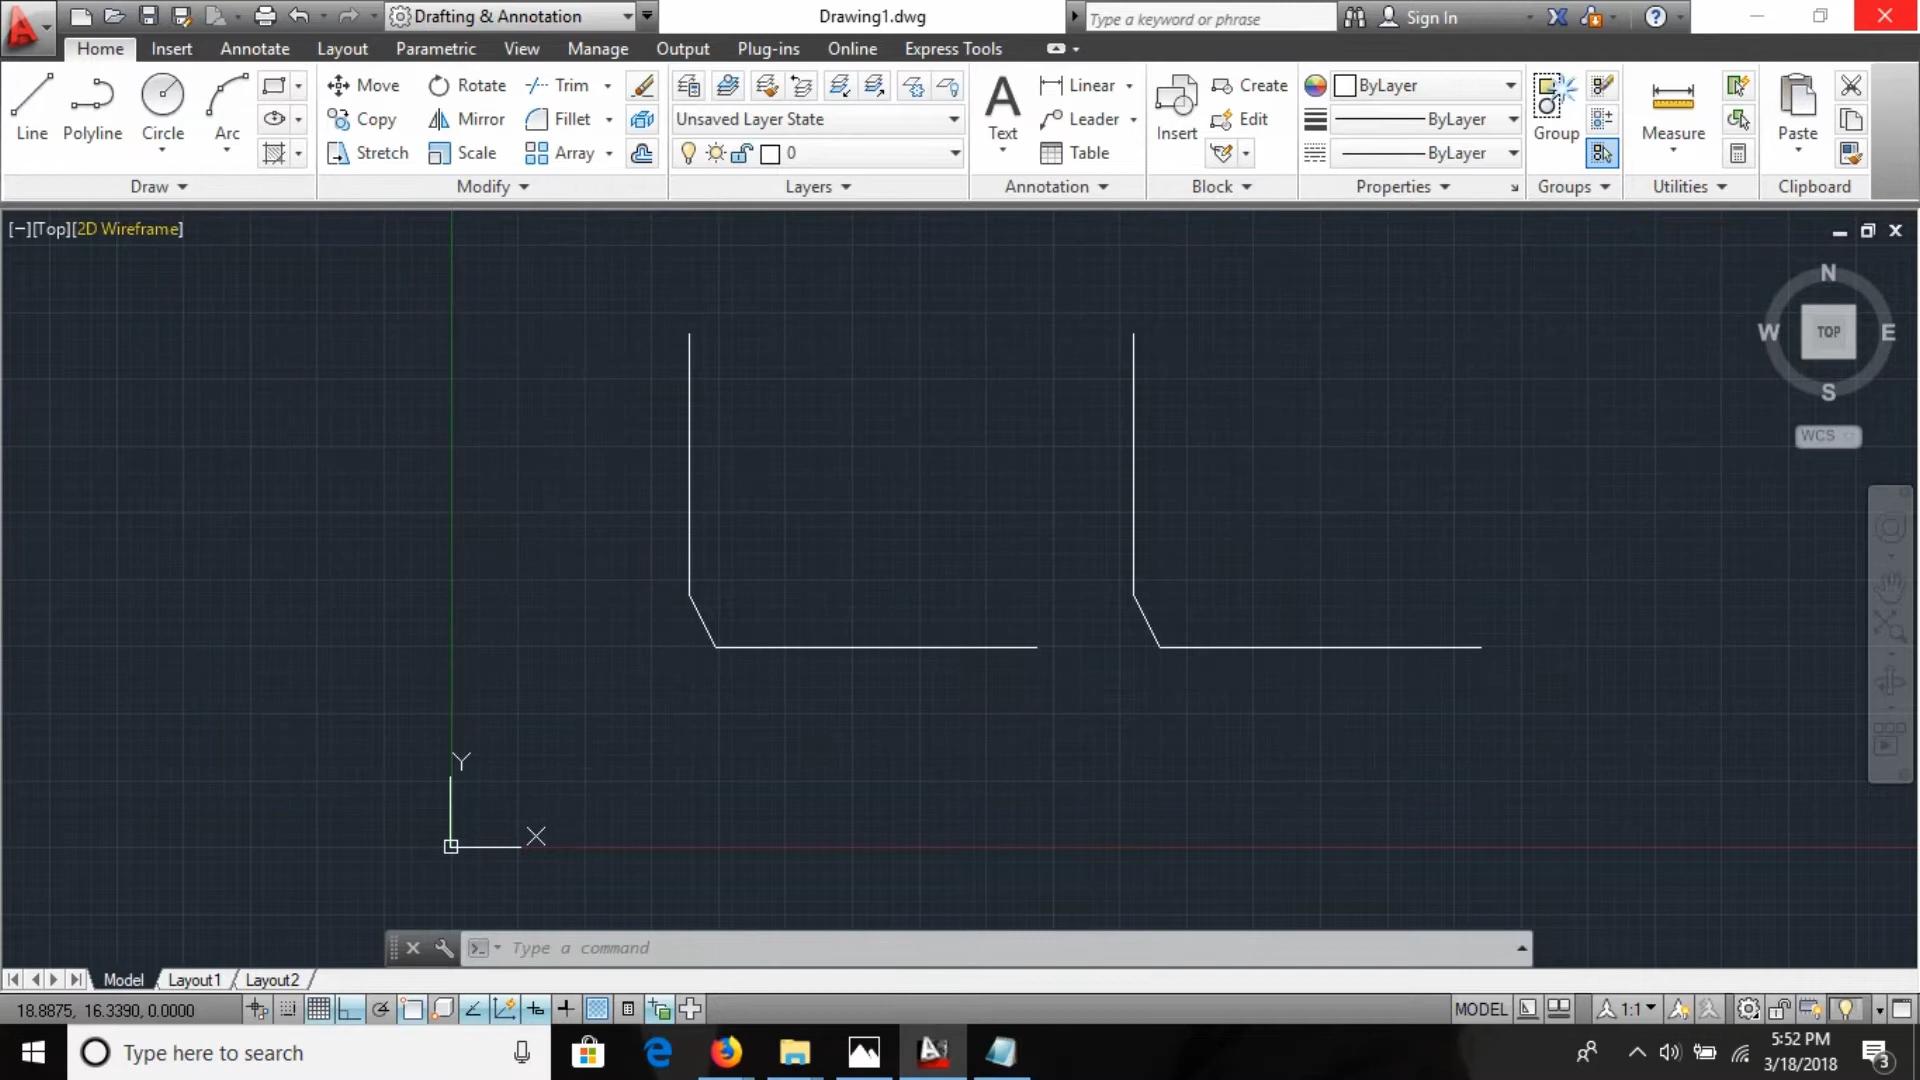 Drafting & Annotation
Drawing1.dwg
Type a keyword or phrase
Sign In
Home Insert Annotate Layout Parametric View Manage Output Plug-ins Online Express Tools
Move Rotate Trim Linear Create ByLayer
Unsaved Layer State
Line Polyline Circle Arc Copy Mirror Fillet Text Leader Insert Edit ByLayer Group Measure Paste
Stretch Scale Array 0 Table ByLayer
Draw Modify Layers Annotation Block Properties Groups Utilities Clipboard
[−][Top][2D Wireframe]
N
W TOP E
S
WCS
Y
X
Type a command
Model Layout1 Layout2
18.8875, 16.3390, 0.0000 MODEL 1:1
Type here to search
5:52 PM
3/18/2018
3